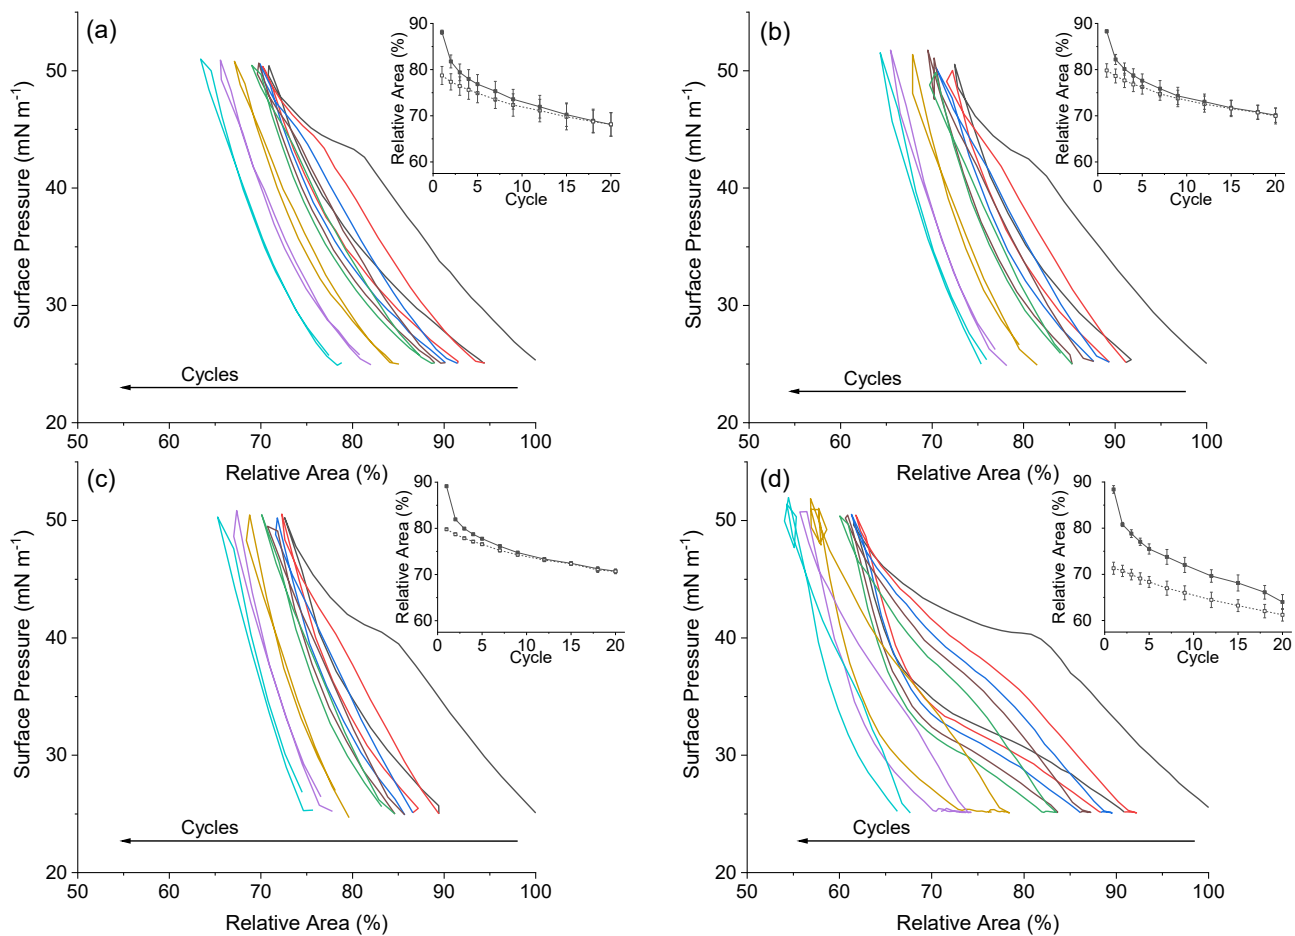 (a)
50
40
30
20
Surface Pressure (mN m⁻¹)
50 60 70 80 90 100
Relative Area (%)
Cycles
90
80
70
60
Relative Area (%)
0 5 10 15 20
Cycle
(b)
50
40
30
20
Surface Pressure (mN m⁻¹)
50 60 70 80 90 100
Relative Area (%)
Cycles
90
80
70
60
Relative Area (%)
0 5 10 15 20
Cycle
(c)
50
40
30
20
Surface Pressure (mN m⁻¹)
50 60 70 80 90 100
Relative Area (%)
Cycles
90
80
70
60
Relative Area (%)
0 5 10 15 20
Cycle
(d)
50
40
30
20
Surface Pressure (mN m⁻¹)
50 60 70 80 90 100
Relative Area (%)
Cycles
90
80
70
60
Relative Area (%)
0 5 10 15 20
Cycle